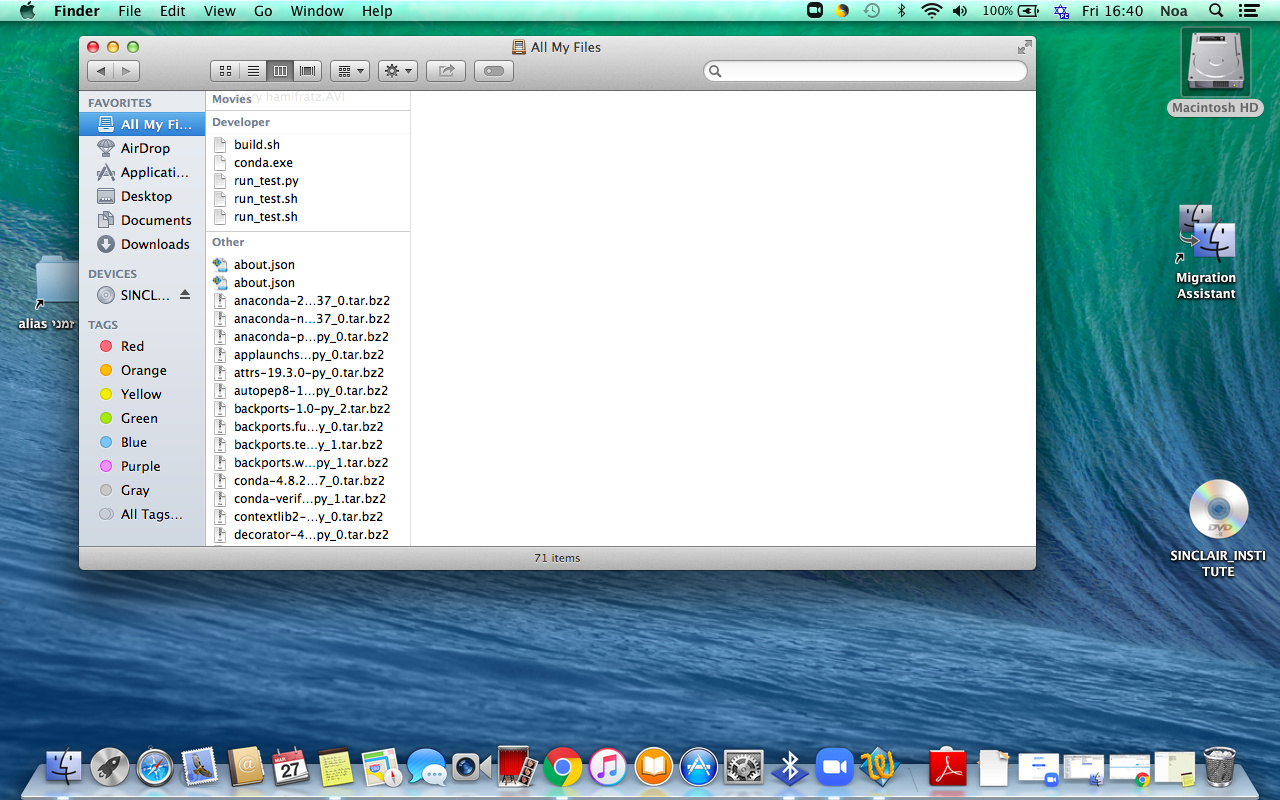 Finder File Edit View Go Window Help 100% Fri 16:40 Noa
All My Files
FAVORITES
All My Fi...
AirDrop
Applicati...
Desktop
Documents
Downloads
DEVICES
SINCL...
TAGS
Red
Orange
Yellow
Green
Blue
Purple
Gray
All Tags...
Movies
Developer
build.sh
conda.exe
run_test.py
run_test.sh
run_test.sh
Other
about.json
about.json
anaconda-2...37_0.tar.bz2
anaconda-n...37_0.tar.bz2
anaconda-p...py_0.tar.bz2
applaunchs...py_0.tar.bz2
attrs-19.3.0-py_0.tar.bz2
autopep8-1...py_0.tar.bz2
backports-1.0-py_2.tar.bz2
backports.fu...y_0.tar.bz2
backports.te...y_1.tar.bz2
backports.w...py_1.tar.bz2
conda-4.8.2...7_0.tar.bz2
conda-verif...py_1.tar.bz2
contextlib2-...y_0.tar.bz2
decorator-4...py_0.tar.bz2
71 items
alias זמני
Macintosh HD
Migration
Assistant
DVD
SINCLAIR_INSTI
TUTE
MAR
27